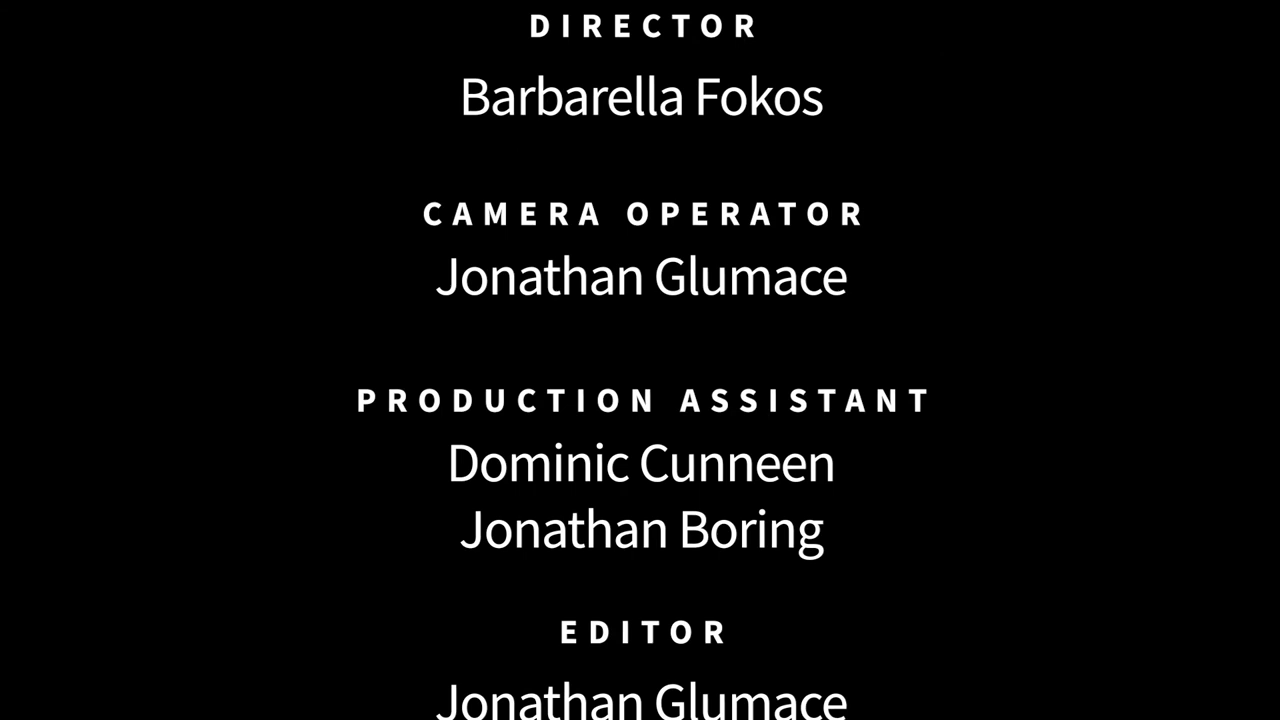 DIRECTOR
Barbarella Fokos
CAMERA OPERATOR
Jonathan Glumace
PRODUCTION ASSISTANT
Dominic Cunneen
Jonathan Boring
EDITOR
Jonathan Glumace